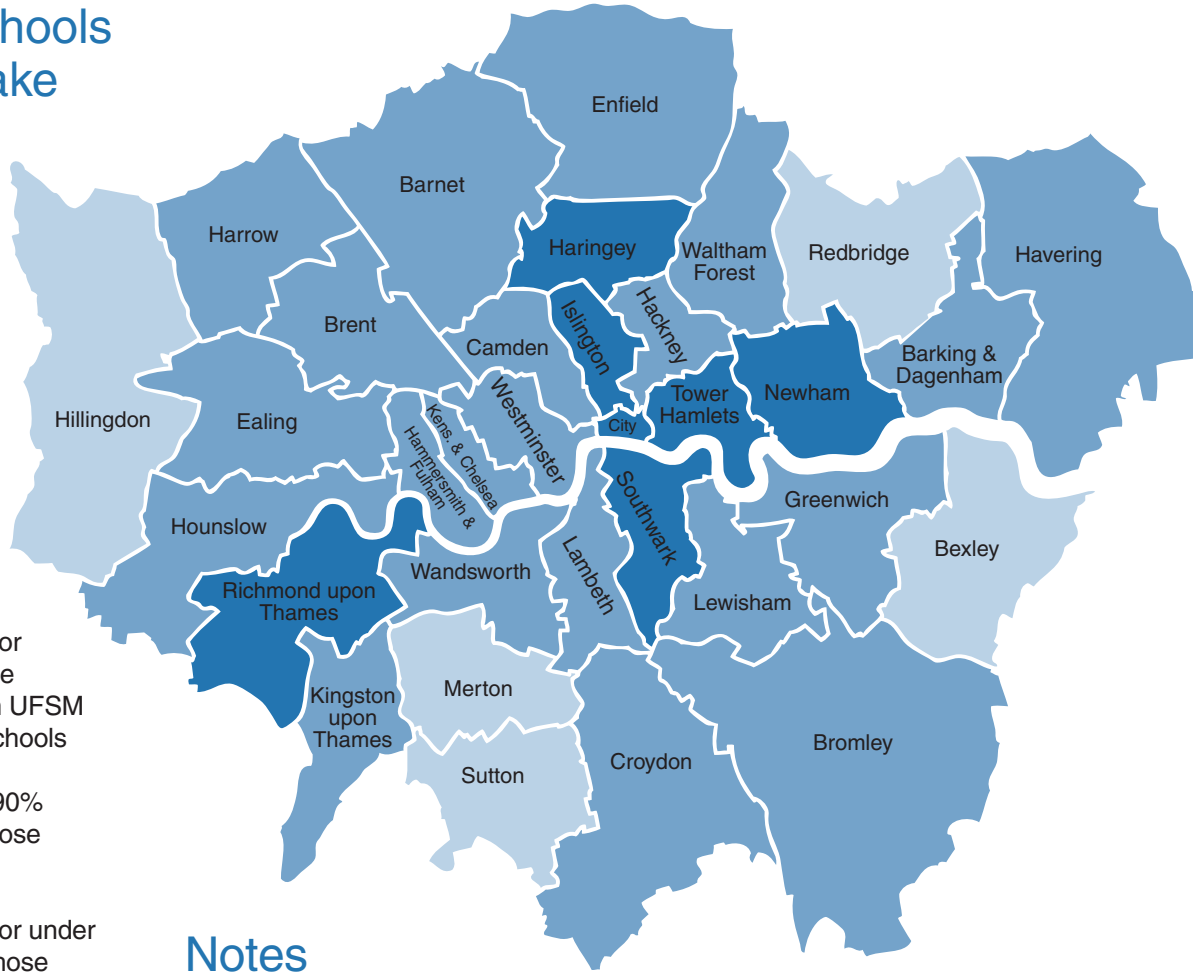 chools
ake
Enfield
Barnet
Harrow
Haringey
Waltham
Forest
Redbridge
Havering
Brent
Camden
Islington
Hackney
Barking &
Dagenham
Hillingdon
Ealing
Hammersmith &
Fulham
Kens. & Chelsea
Westminster
City
Tower
Hamlets
Newham
Hounslow
Southwark
Greenwich
Bexley
Richmond upon
Thames
Wandsworth
Lambeth
Lewisham
Kingston
upon
Thames
Merton
Sutton
Croydon
Bromley
or
UFSM
chools
90%
ose
or under
Notes